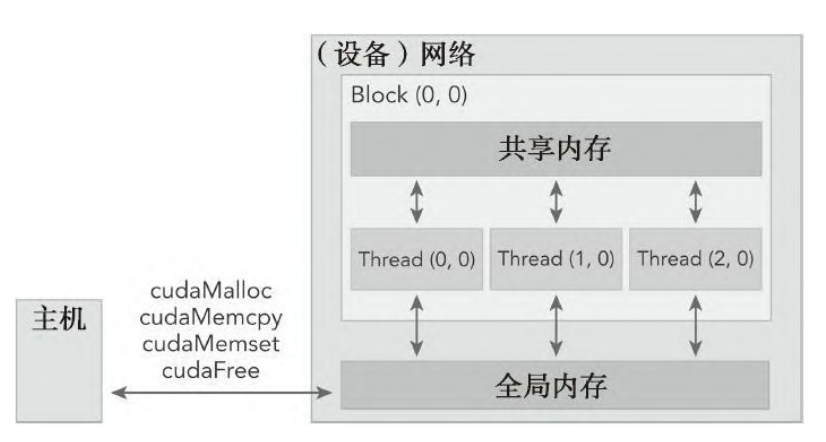 （设备）网络
Block (0, 0)
共享内存
Thread (0, 0)
Thread (1, 0)
Thread (2, 0)
主机
cudaMalloc
cudaMemcpy
cudaMemset
cudaFree
全局内存